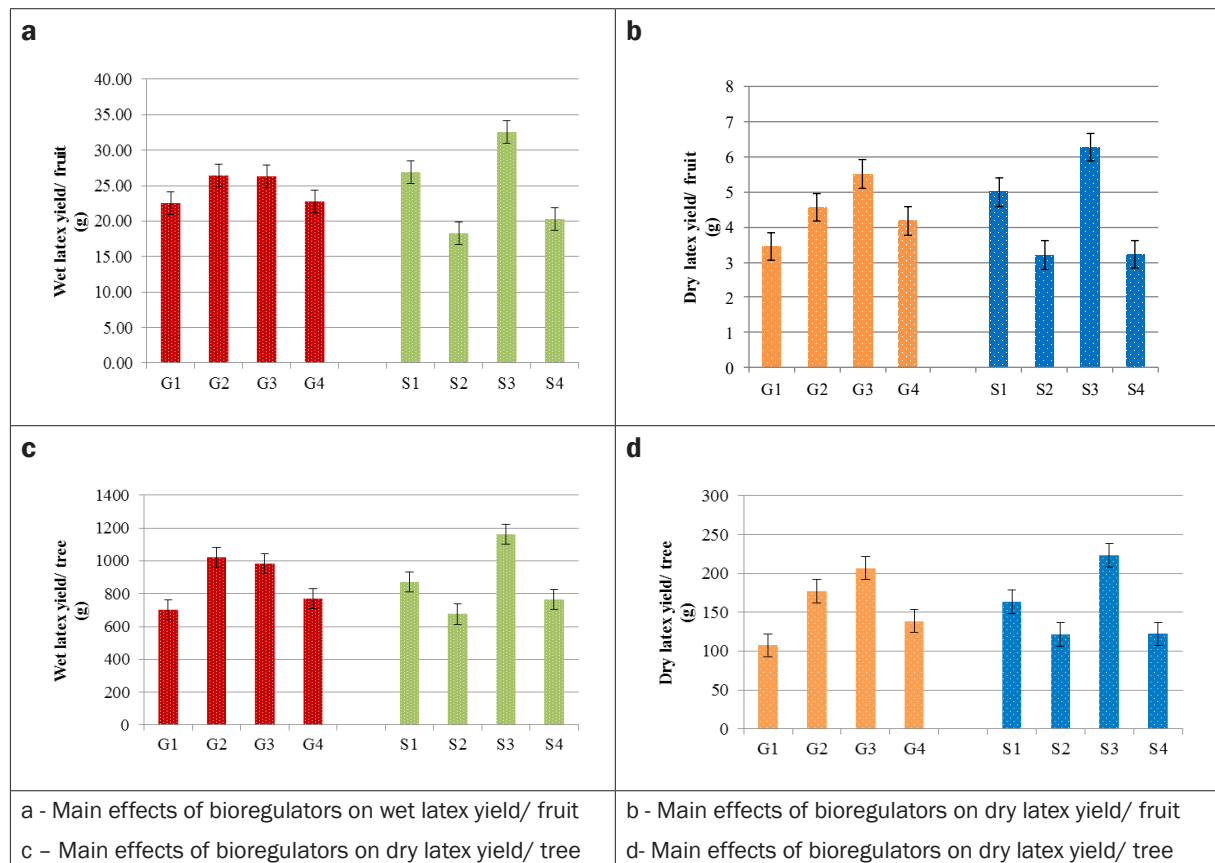 a
40.00
35.00
30.00
25.00
20.00
15.00
10.00
5.00
0.00
Wet latex yield/ fruit
(g)
G1 G2 G3 G4 S1 S2 S3 S4
b
8
7
6
5
4
3
2
1
0
Dry latex yield/ fruit
(g)
G1 G2 G3 G4 S1 S2 S3 S4
c
1400
1200
1000
800
600
400
200
0
Wet latex yield/ tree
(g)
G1 G2 G3 G4 S1 S2 S3 S4
d
300
250
200
150
100
50
0
Dry latex yield/ tree
(g)
G1 G2 G3 G4 S1 S2 S3 S4
a - Main effects of bioregulators on wet latex yield/ fruit
c – Main effects of bioregulators on dry latex yield/ tree
b - Main effects of bioregulators on dry latex yield/ fruit
d- Main effects of bioregulators on dry latex yield/ tree